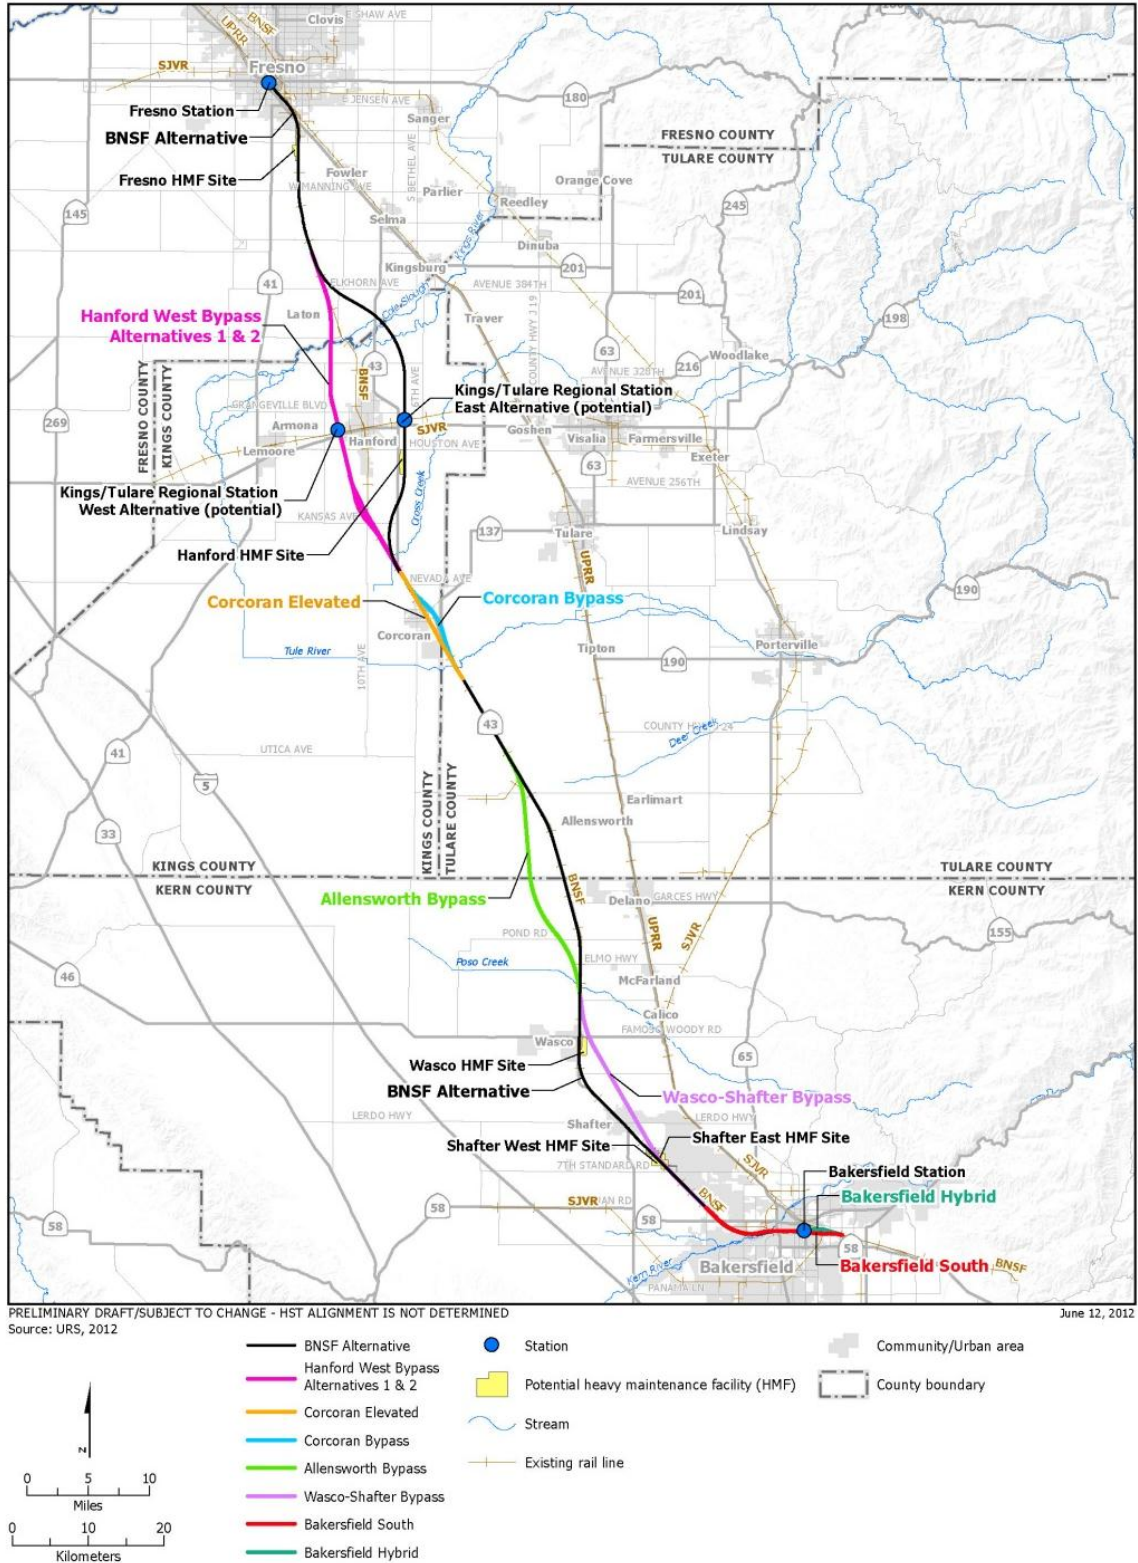 Clovis
E SHAW AVE
180
BNSF
UPRR
SJVR
Fresno
E JENSEN AVE
180
Sanger
Fresno Station
BNSF Alternative
FRESNO COUNTY
TULARE COUNTY
S BETHEL AVE
Fresno HMF Site
Fowler
W MANNING AVE
Parlier
Orange Cove
Reedley
245
145
Selma
Kings River
Dinuba
Kingsburg
201
41
ELKHORN AVE
AVENUE 384TH
201
Cole Slough
Hanford West Bypass
Alternatives 1 & 2
Laton
Traver
COUNTY HWY J19
198
63
Woodlake
43
216
AVENUE 328TH
BNSF
6TH AVE
FRESNO COUNTY
KINGS COUNTY
Kings/Tulare Regional Station
East Alternative (potential)
GRANGEVILLE BLVD
269
Armona
SJVR
Goshen
Visalia
Farmersville
Hanford
HOUSTON AVE
Lemoore
Exeter
63
AVENUE 256TH
Kings/Tulare Regional Station
West Alternative (potential)
Cross Creek
KANSAS AVE
137
Tulare
Lindsay
Hanford HMF Site
UPRR
NEVADA AVE
190
Corcoran Elevated
Corcoran Bypass
Corcoran
Tule River
10TH AVE
Tipton
190
Porterville
43
Deer Creek
41
UTICA AVE
5
KINGS COUNTY
TULARE COUNTY
Earlimart
Allensworth
33
KINGS COUNTY
KERN COUNTY
TULARE COUNTY
KERN COUNTY
Allensworth Bypass
BNSF
Delano
GARCES HWY
UPRR
SJVR
155
POND RD
Poso Creek
ELMO HWY
46
McFarland
Calico
FAMOSO WOODY RD
Wasco
65
Wasco HMF Site
BNSF Alternative
Wasco-Shafter Bypass
LERDO HWY
LERDO HWY
Shafter
Shafter East HMF Site
Shafter West HMF Site
7TH STANDARD RD
SJVR
Bakersfield Station
BNSF
Bakersfield Hybrid
58
58
SJVR
58
58
Bakersfield
Bakersfield South
BNSF
Kern River
PANAMA LN
PRELIMINARY DRAFT/SUBJECT TO CHANGE - HST ALIGNMENT IS NOT DETERMINED
June 12, 2012
Source: URS, 2012
BNSF Alternative
Hanford West Bypass
Alternatives 1 & 2
Corcoran Elevated
Corcoran Bypass
Allensworth Bypass
Wasco-Shafter Bypass
Bakersfield South
Bakersfield Hybrid
Station
Potential heavy maintenance facility (HMF)
Stream
Existing rail line
Community/Urban area
County boundary
N
0 5 10
Miles
0 10 20
Kilometers